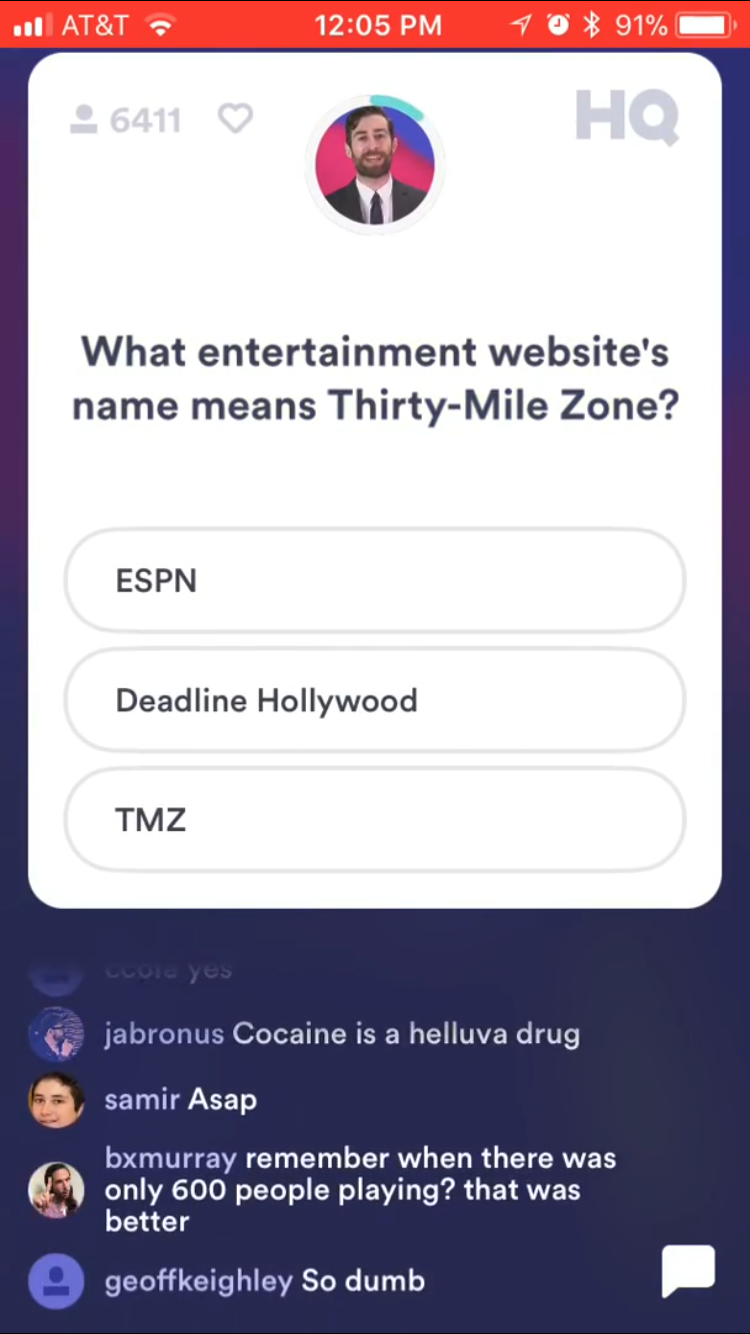 AT&T 12:05 PM 91%
6411 HQ
What entertainment website's
name means Thirty-Mile Zone?
ESPN
Deadline Hollywood
TMZ
yes
jabronus Cocaine is a helluva drug
samir Asap
bxmurray remember when there was
only 600 people playing? that was
better
geoffkeighley So dumb